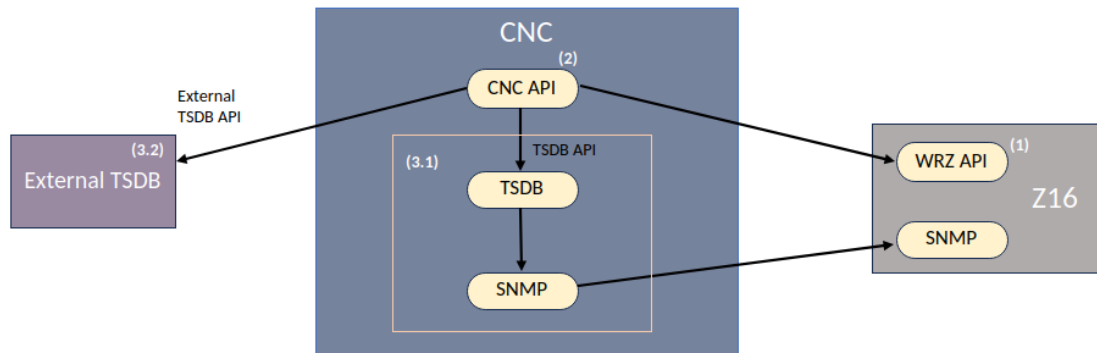 CNC
(2)
CNC API
External
TSDB API
(3.2)
External TSDB
(3.1)
TSDB API
TSDB
SNMP
(1)
WRZ API
Z16
SNMP